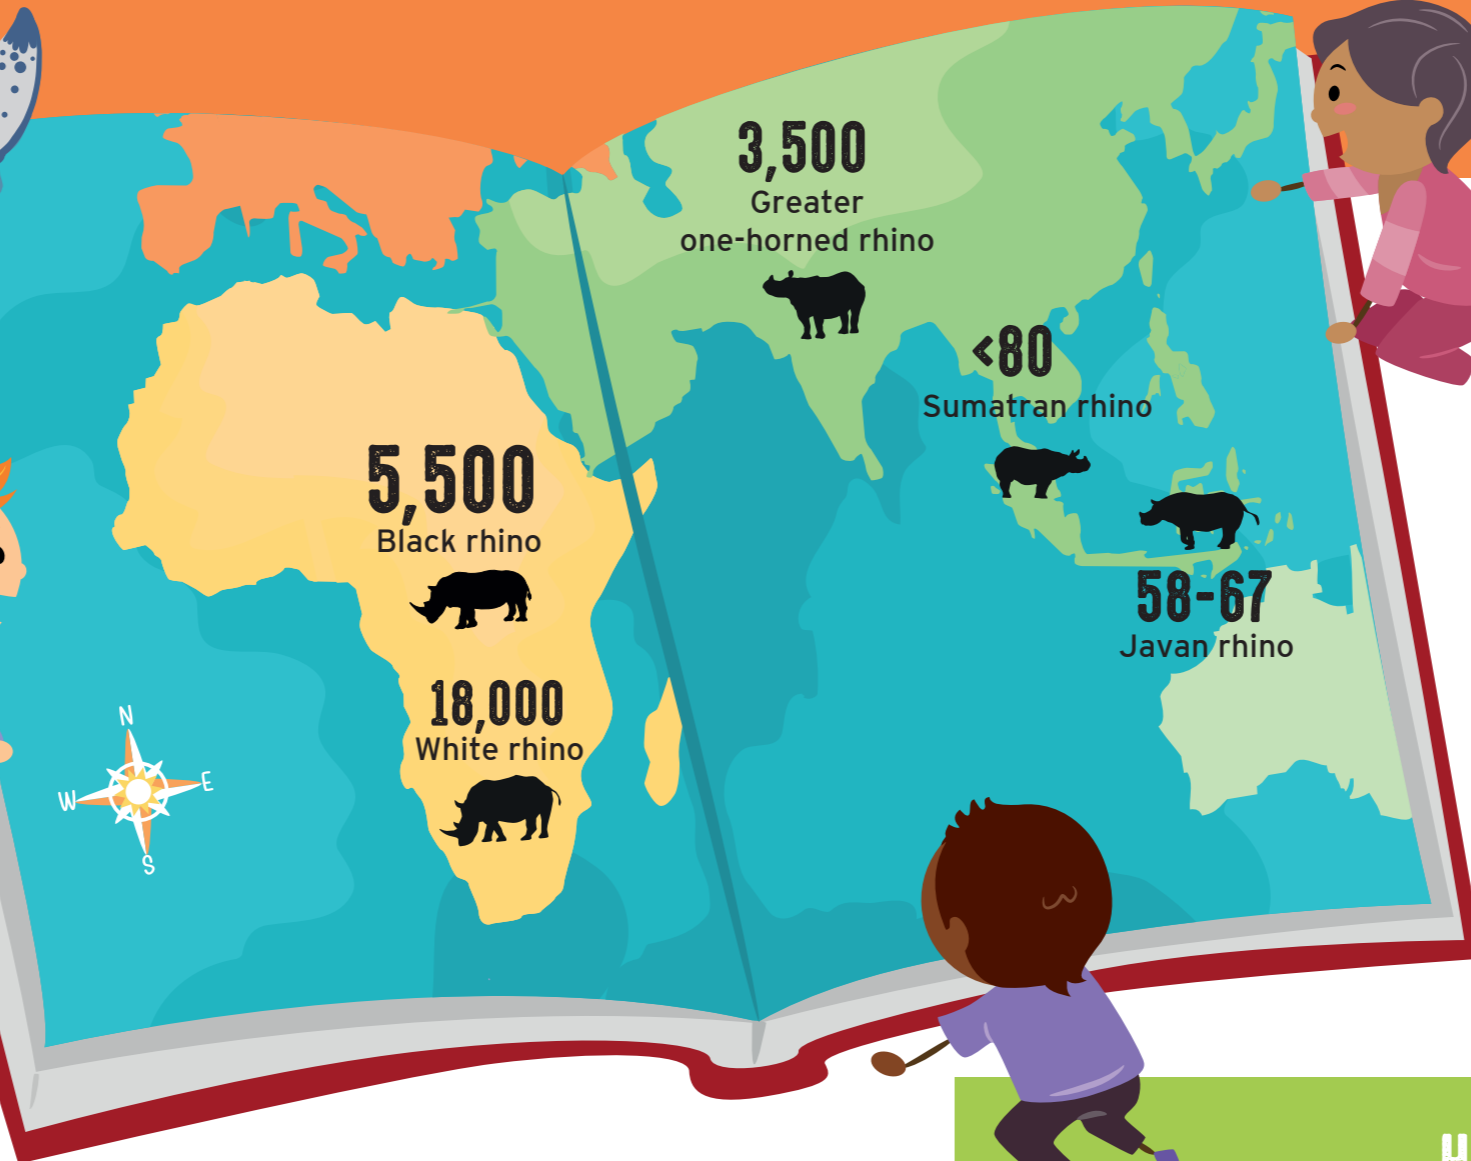 3,500
Greater
one-horned rhino
<80
Sumatran rhino
5,500
Black rhino
58-67
Javan rhino
18,000
White rhino
N
W
E
S